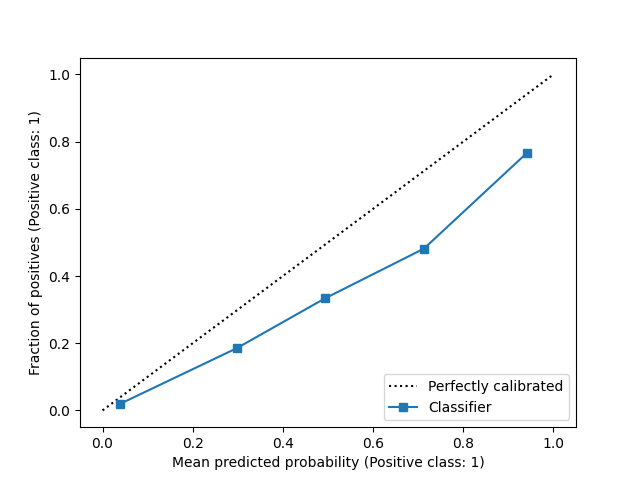 1.0
0.8
0.6
0.4
0.2
0.0
Fraction of positives (Positive class: 1)
0.0 0.2 0.4 0.6 0.8 1.0
Mean predicted probability (Positive class: 1)
Perfectly calibrated
Classifier